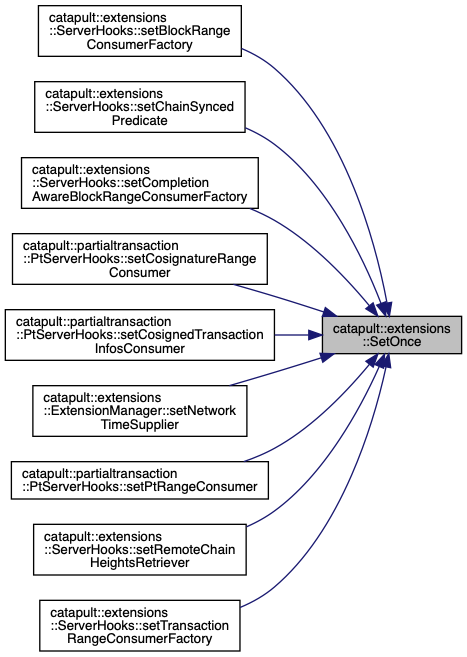 catapult::extensions
::ServerHooks::setBlockRange
ConsumerFactory
catapult::extensions
::ServerHooks::setChainSynced
Predicate
catapult::extensions
::ServerHooks::setCompletion
AwareBlockRangeConsumerFactory
catapult::partialtransaction
::PtServerHooks::setCosignatureRange
Consumer
catapult::partialtransaction
::PtServerHooks::setCosignedTransaction
InfosConsumer
catapult::extensions
::SetOnce
catapult::extensions
::ExtensionManager::setNetwork
TimeSupplier
catapult::partialtransaction
::PtServerHooks::setPtRangeConsumer
catapult::extensions
::ServerHooks::setRemoteChain
HeightsRetriever
catapult::extensions
::ServerHooks::setTransaction
RangeConsumerFactory